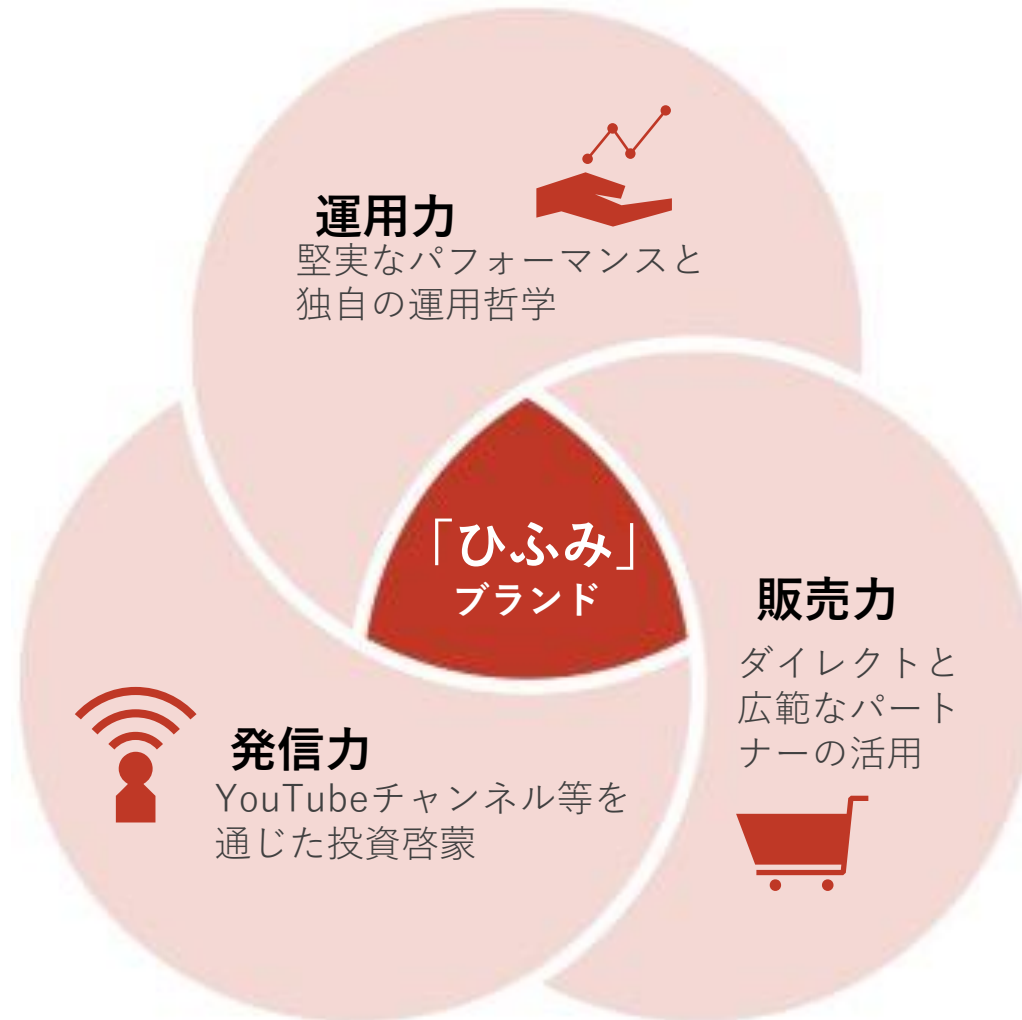 運用力
堅実なパフォーマンスと
独自の運用哲学
「ひふみ」
ブランド
販売力
ダイレクトと
広範なパート
ナーの活用
発信力
YouTubeチャンネル等を
通じた投資啓蒙